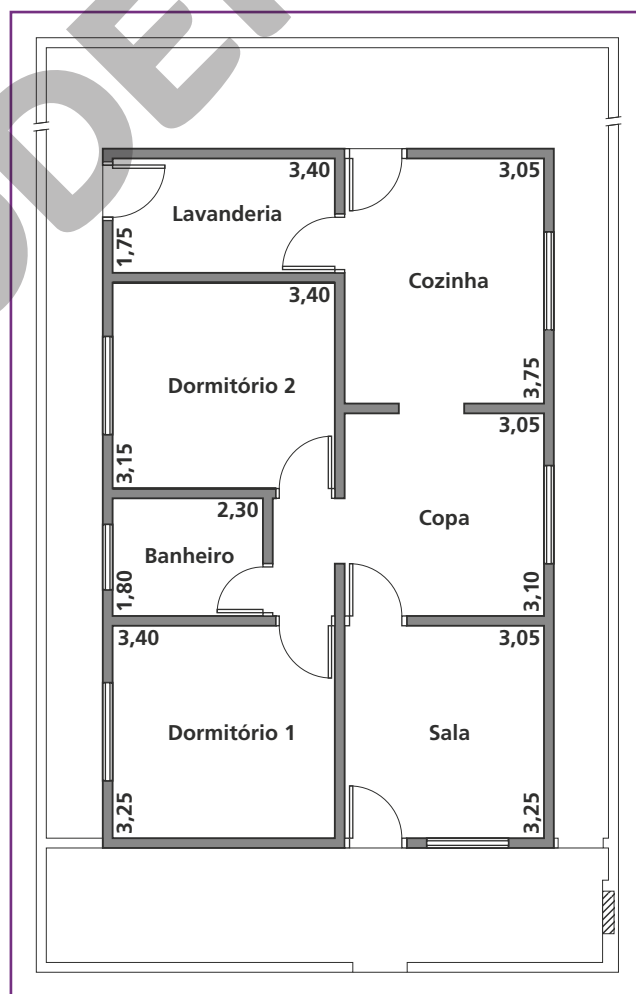 3,40
Lavanderia
1,75
3,05
Cozinha
3,75
3,40
Dormitório 2
3,15
3,05
Copa
3,10
2,30
Banheiro
1,80
3,40
Dormitório 1
3,25
3,05
Sala
3,25